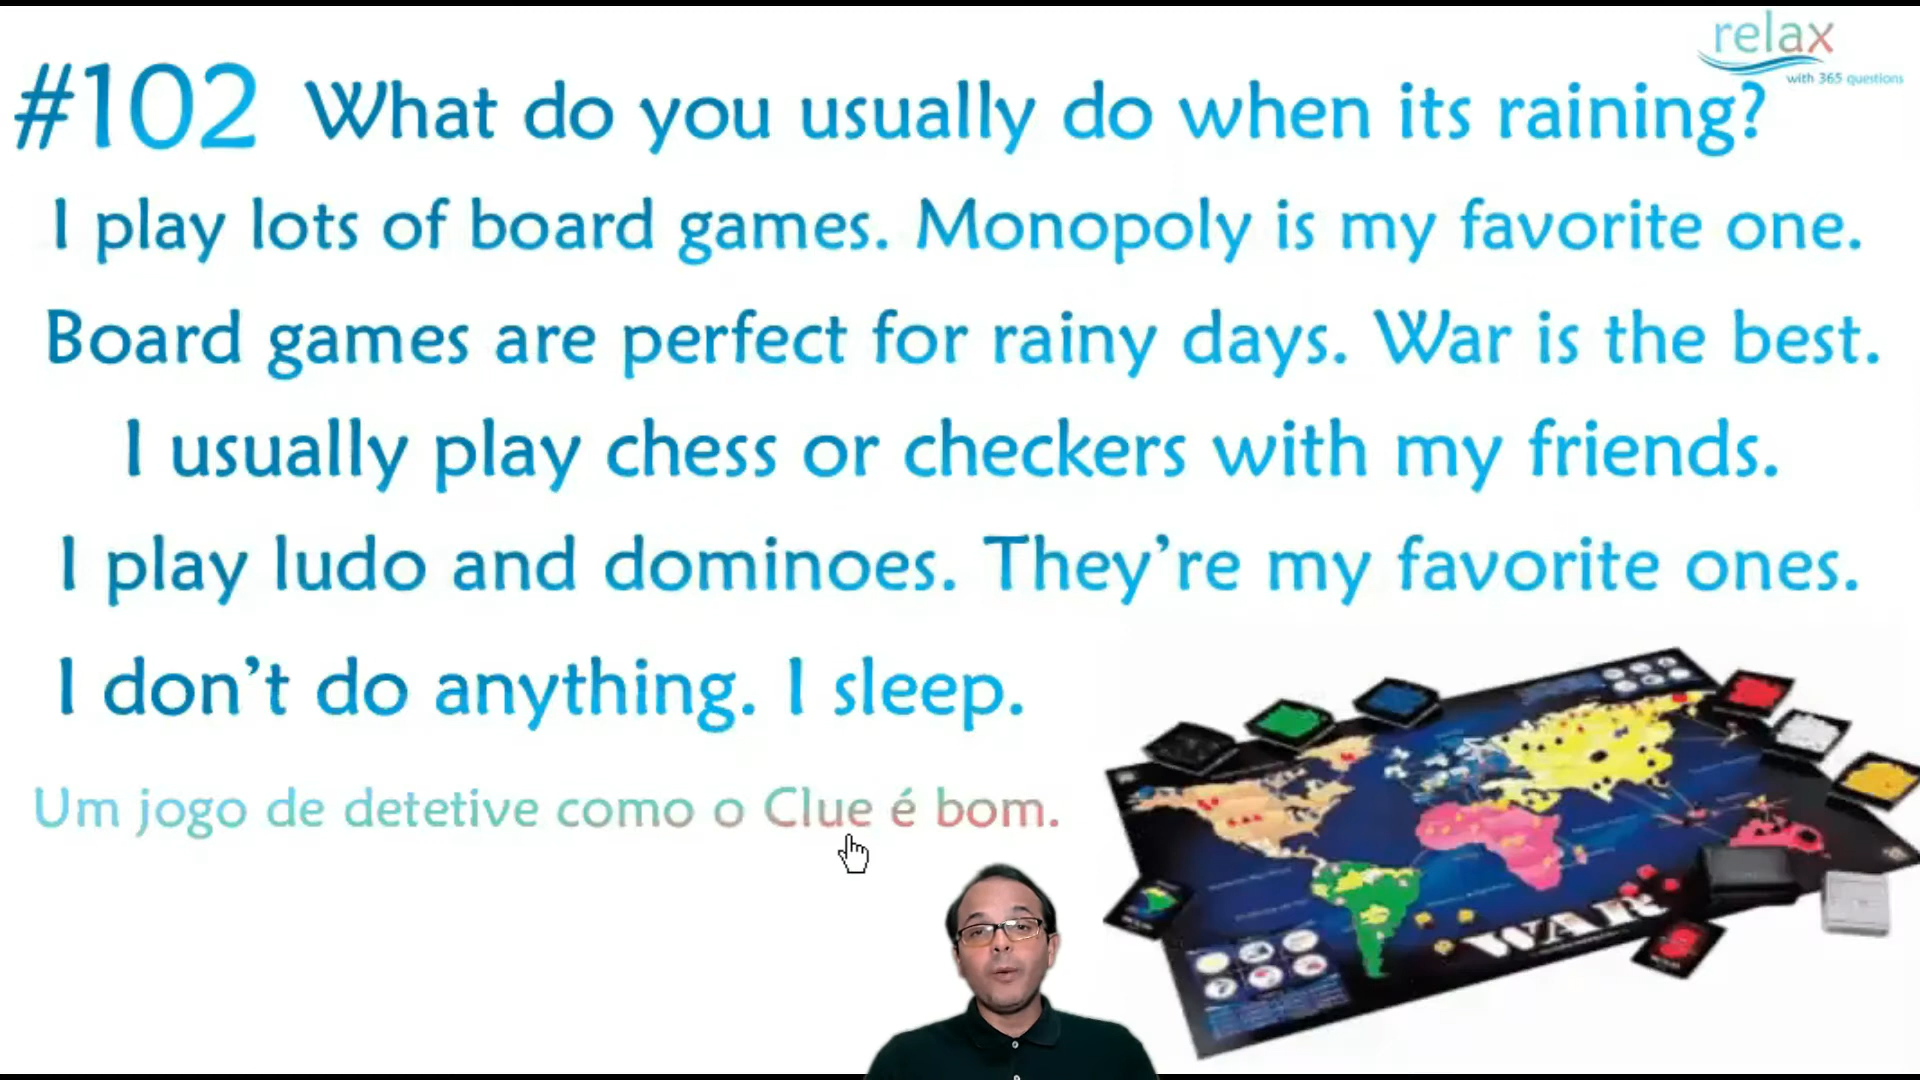 relax
with 365 questions
#102 What do you usually do when its raining?
I play lots of board games. Monopoly is my favorite one.
Board games are perfect for rainy days. War is the best.
I usually play chess or checkers with my friends.
I play ludo and dominoes. They’re my favorite ones.
I don’t do anything. I sleep.
Um jogo de detetive como o Clue é bom.
WAR